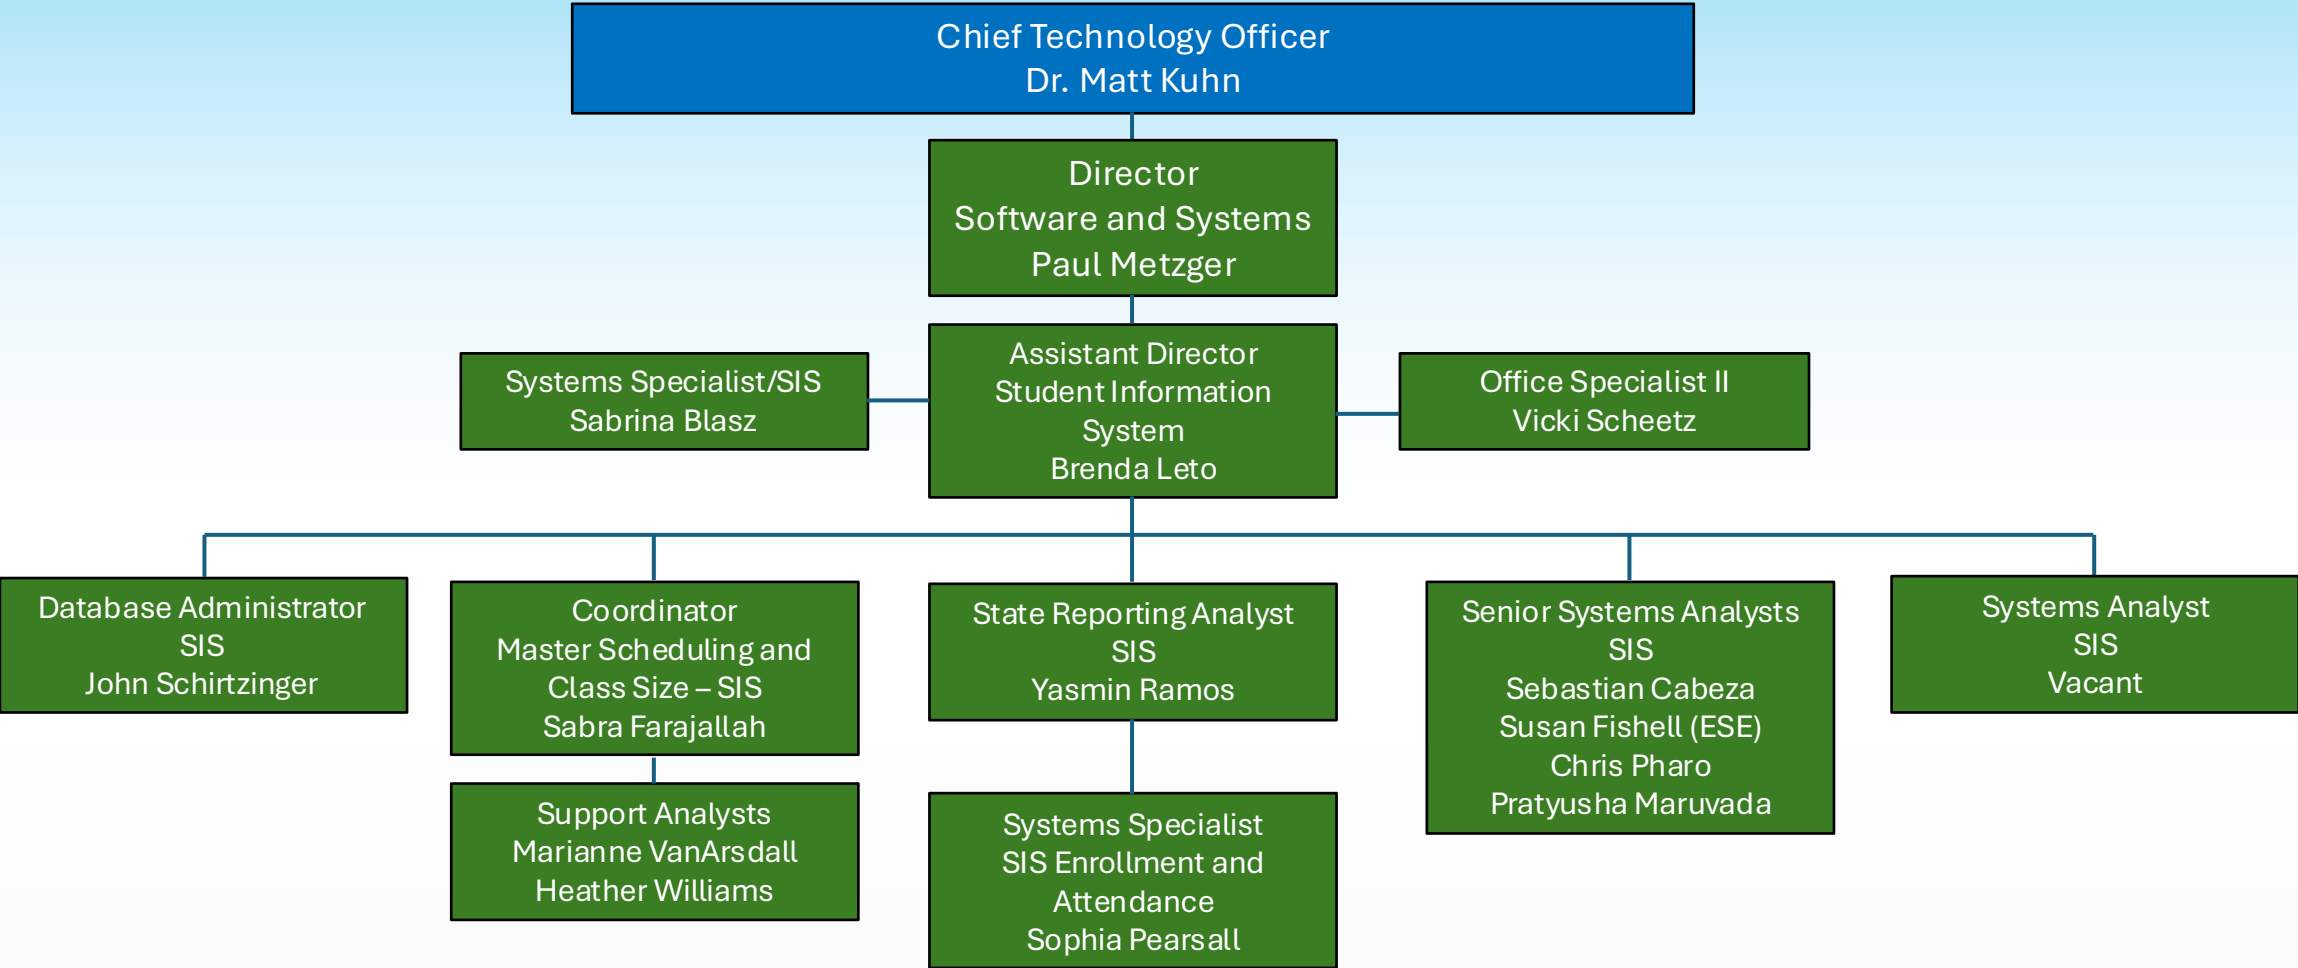 Chief Technology Officer
Dr. Matt Kuhn
Director
Software and Systems
Paul Metzger
Systems Specialist/SIS
Sabrina Blasz
Assistant Director
Student Information
System
Brenda Leto
Office Specialist II
Vicki Scheetz
Database Administrator
SIS
John Schirtzinger
Coordinator
Master Scheduling and
Class Size – SIS
Sabra Farajallah
State Reporting Analyst
SIS
Yasmin Ramos
Senior Systems Analysts
SIS
Sebastian Cabeza
Susan Fishell (ESE)
Chris Pharo
Pratyusha Maruvada
Systems Analyst
SIS
Vacant
Support Analysts
Marianne VanArsdall
Heather Williams
Systems Specialist
SIS Enrollment and
Attendance
Sophia Pearsall